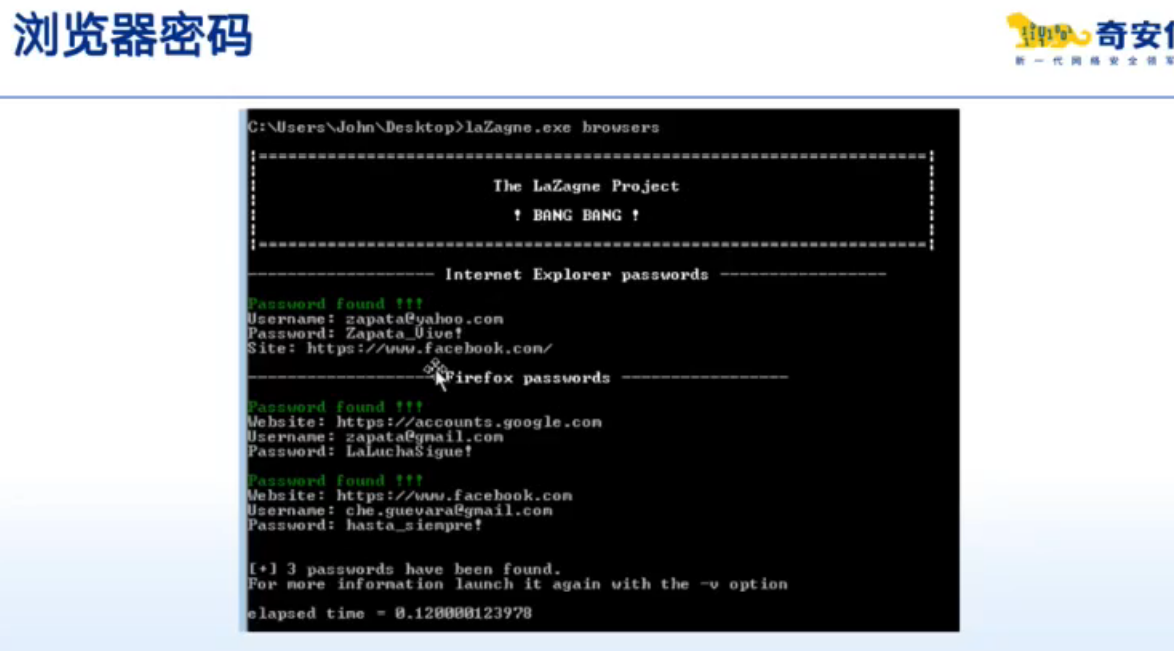 浏览器密码
奇安信
新一代网络安全领军
C:\Users\John\Desktop>laZagne.exe browsers
The LaZagne Project
! BANG BANG !
Internet Explorer passwords
Password found !!!
Username: zapata@yahoo.com
Password: Zapata_Vive!
Site: https://www.facebook.com/
Firefox passwords
Password found !!!
Website: https://accounts.google.com
Username: zapata@gmail.com
Password: LaLuchaSigue!
Password found !!!
Website: https://www.facebook.com
Username: che.guevara@gmail.com
Password: hasta_siempre!
[+] 3 passwords have been found.
For more information launch it again with the -v option
elapsed time = 0.120000123978